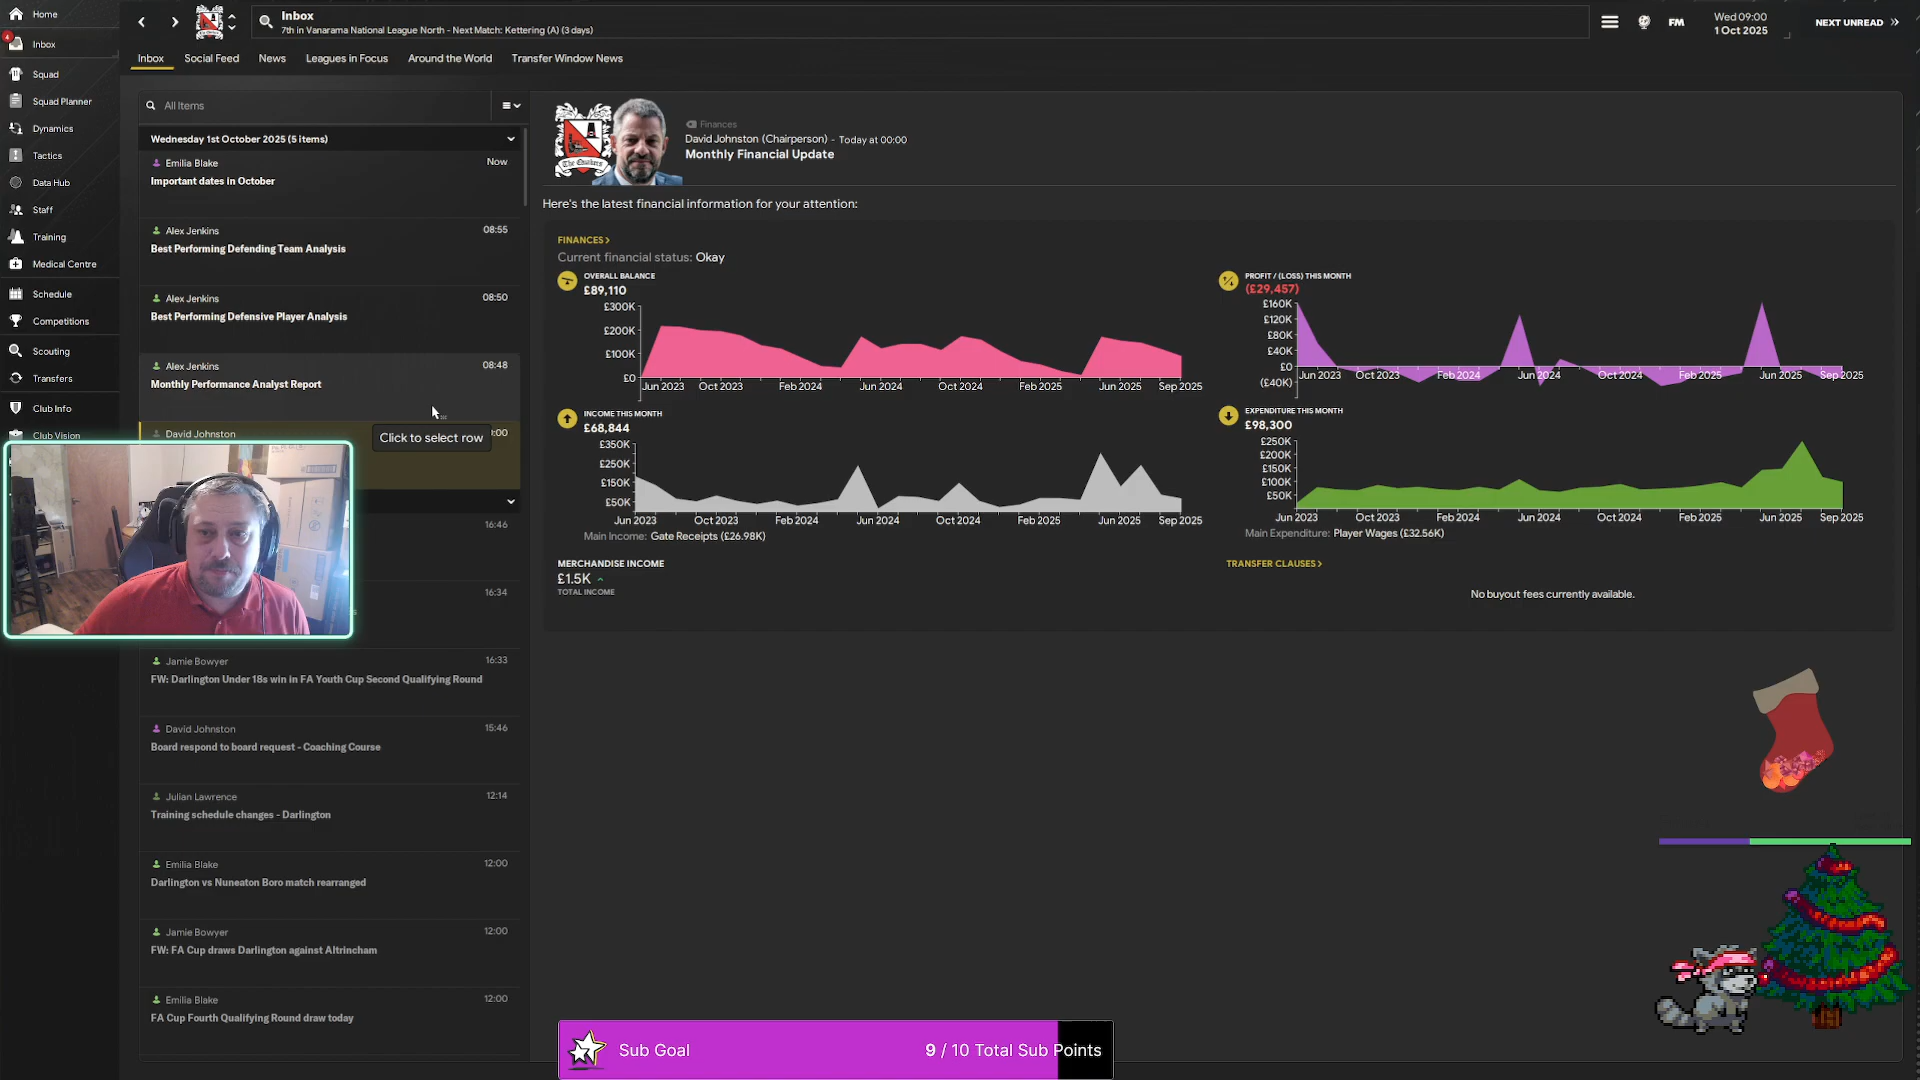 Home
4
Inbox
Squad
Squad Planner
Dynamics
Tactics
Data Hub
Staff
Training
Medical Centre
Schedule
Competitions
Scouting
Transfers
Club Info
Club Vision
Inbox
7th in Vanarama National League North - Next Match: Kettering (A) (3 days)
FM
Wed 09:00
1 Oct 2025
NEXT UNREAD
Inbox
Social Feed
News
Leagues in Focus
Around the World
Transfer Window News
All Items
Wednesday 1st October 2025 (5 items)
Emilia Blake
Now
Important dates in October
Alex Jenkins
08:55
Best Performing Defending Team Analysis
Alex Jenkins
08:50
Best Performing Defensive Player Analysis
Alex Jenkins
08:48
Monthly Performance Analyst Report
David Johnston
:00
Click to select row
16:46
16:34
Jamie Bowyer
16:33
FW: Darlington Under 18s win in FA Youth Cup Second Qualifying Round
David Johnston
15:46
Board respond to board request - Coaching Course
Julian Lawrence
12:14
Training schedule changes - Darlington
Emilia Blake
12:00
Darlington vs Nuneaton Boro match rearranged
Jamie Bowyer
12:00
FW: FA Cup draws Darlington against Altrincham
Emilia Blake
12:00
FA Cup Fourth Qualifying Round draw today
The Quakers
Finances
David Johnston (Chairperson) - Today at 00:00
Monthly Financial Update
Here's the latest financial information for your attention:
FINANCES
Current financial status: Okay
OVERALL BALANCE
£89,110
£300K
£200K
£100K
£0
Jun 2023 Oct 2023 Feb 2024 Jun 2024 Oct 2024 Feb 2025 Jun 2025 Sep 2025
PROFIT / (LOSS) THIS MONTH
(£29,457)
£160K
£120K
£80K
£40K
£0
(£40K)
Jun 2023 Oct 2023 Feb 2024 Jun 2024 Oct 2024 Feb 2025 Jun 2025 Sep 2025
INCOME THIS MONTH
£68,844
£350K
£250K
£150K
£50K
Jun 2023 Oct 2023 Feb 2024 Jun 2024 Oct 2024 Feb 2025 Jun 2025 Sep 2025
Main Income: Gate Receipts (£26.98K)
EXPENDITURE THIS MONTH
£98,300
£250K
£200K
£150K
£100K
£50K
Jun 2023 Oct 2023 Feb 2024 Jun 2024 Oct 2024 Feb 2025 Jun 2025 Sep 2025
Main Expenditure: Player Wages (£32.56K)
MERCHANDISE INCOME
£1.5K
TOTAL INCOME
TRANSFER CLAUSES
No buyout fees currently available.
Sub Goal
9 / 10 Total Sub Points